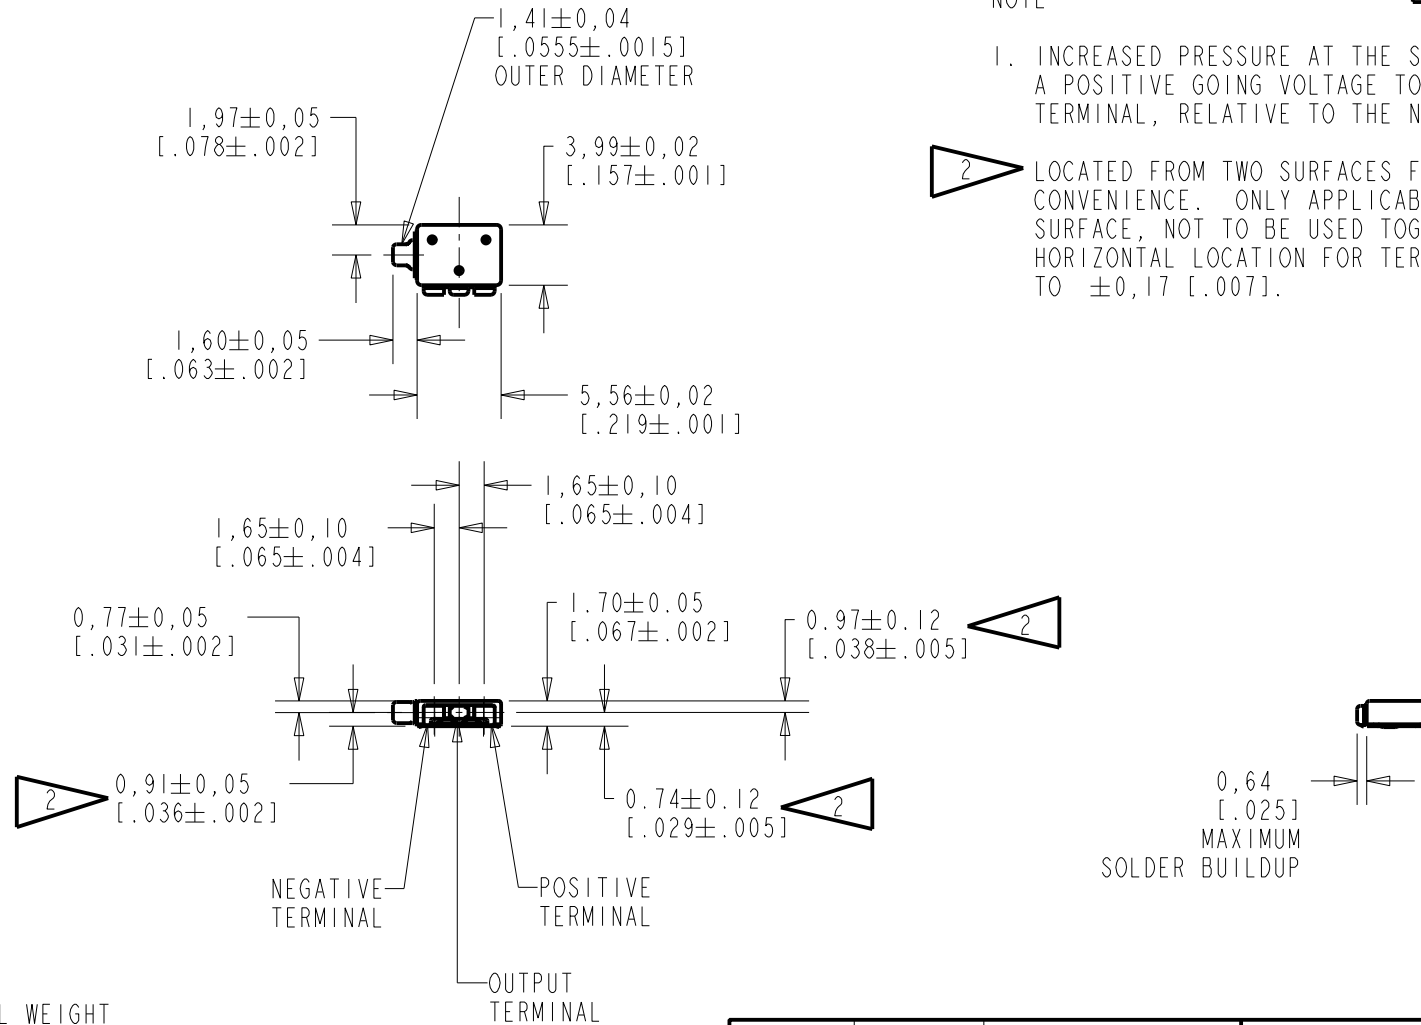 NOTE
1. INCREASED PRESSURE AT THE
A POSITIVE GOING VOLTAGE TO
TERMINAL, RELATIVE TO THE
2 LOCATED FROM TWO SURFACES
CONVENIENCE. ONLY
SURFACE, NOT TO BE USED
HORIZONTAL LOCATION FOR
TO ±0,17 [.007].
1,41±0,04
[.0555±.0015]
OUTER DIAMETER
1,97±0,05
[.078±.002]
3,99±0,02
[.157±.001]
1,60±0,05
[.063±.002]
5,56±0,02
[.219±.001]
1,65±0,10
[.065±.004]
1,65±0,10
[.065±.004]
0,77±0,05
[.031±.002]
1.70±0.05
[.067±.002]
0.97±0.12
[.038±.005]
2
2
0,91±0,05
[.036±.002]
0.74±0.12
[.029±.005]
2
0,64
[.025]
MAXIMUM
SOLDER BUILDUP
NEGATIVE
TERMINAL
POSITIVE
TERMINAL
OUTPUT
TERMINAL
WEIGHT